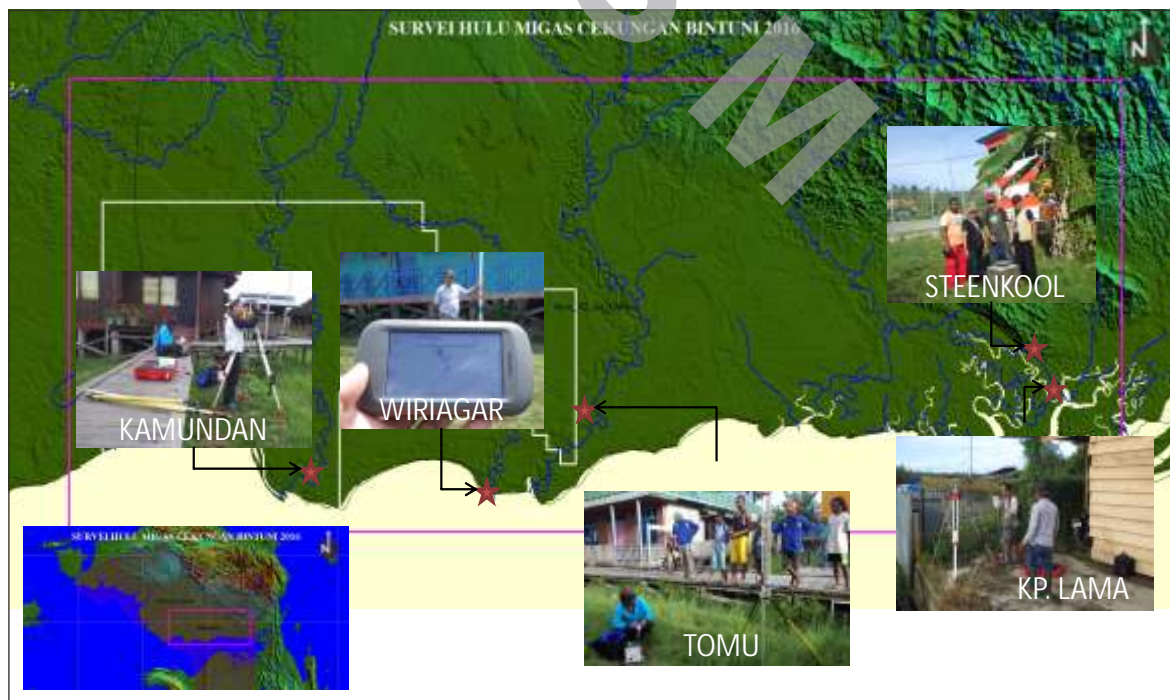 SURVEI HULU MIGAS CEKUNGAN BINTUNI 2016
N
M
STEENKOOL
WIRIAGAR
KAMUNDAN
KP. LAMA
TOMU
SURVEI HULU MIGAS CEKUNGAN BINTUNI 2016